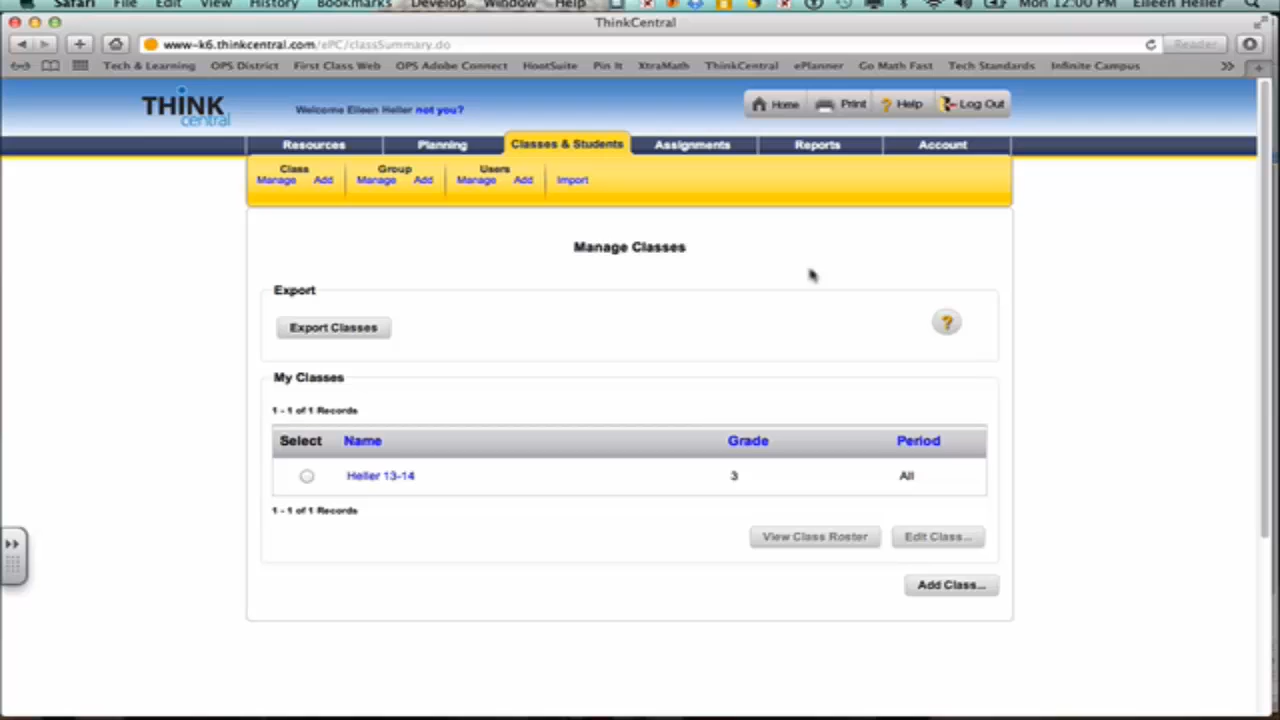 Safari File Edit View History Bookmarks Develop Window Help Mon 12:00 PM Eileen Heller
ThinkCentral
www-k6.thinkcentral.com/ePC/classSummary.do Reader
Tech & Learning OPS District First Class Web OPS Adobe Connect HootSuite Pin It XtraMath ThinkCentral ePlanner Go Math Fast Tech Standards Infinite Campus
THiNK central
Welcome Eileen Heller not you?
Home Print Help Log Out
Resources Planning Classes & Students Assignments Reports Account
Class Group Users
Manage Add Manage Add Manage Add Import
Manage Classes
Export
Export Classes ?
My Classes
1 - 1 of 1 Records
Select Name Grade Period
Heller 13-14 3 All
1 - 1 of 1 Records
View Class Roster Edit Class...
Add Class...